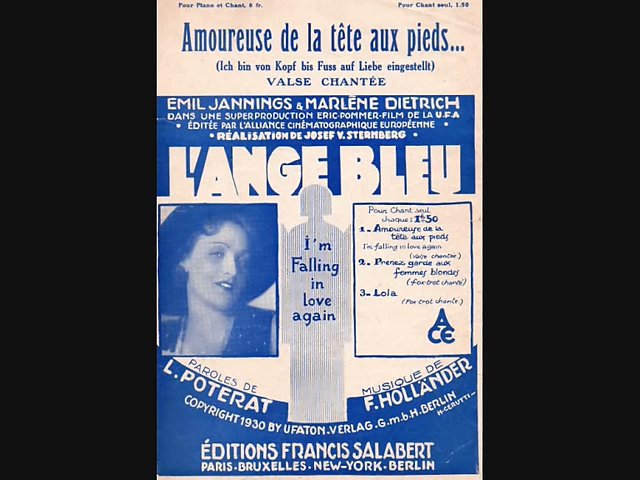 Pour Piano et Chant, 6 fr. Pour Chant seul, 1.50
Amoureuse de la tête aux pieds...
(Ich bin von Kopf bis Fuss auf Liebe eingestellt)
VALSE CHANTÉE
EMIL JANNINGS & MARLÈNE DIETRICH
DANS UNE SUPERPRODUCTION ERIC-POMMER-FILM DE LA U.F.A
• ÉDITÉE PAR L'ALLIANCE CINÉMATOGRAPHIQUE EUROPÉENNE •
• RÉALISATION DE JOSEF V. STERNBERG •
L'ANGE BLEU
I'm
Falling
in
love
again
Pour Chant seul
chaque : 1f50
1 - Amoureuse de la
tête aux pieds
I'm falling in love again
(Valse chantée)
2 - Prenez garde aux
femmes blondes
(Fox-trot chanté)
3 - Lola
(Fox-trot chanté)
ACE
PAROLES DE
L. POTERAT
MUSIQUE DE
F. HOLLÄNDER
COPYRIGHT 1930 BY UFATON-VERLAG-G.m.b.H. BERLIN
H. CERUTTI
ÉDITIONS FRANCIS SALABERT
PARIS-BRUXELLES-NEW-YORK-BERLIN